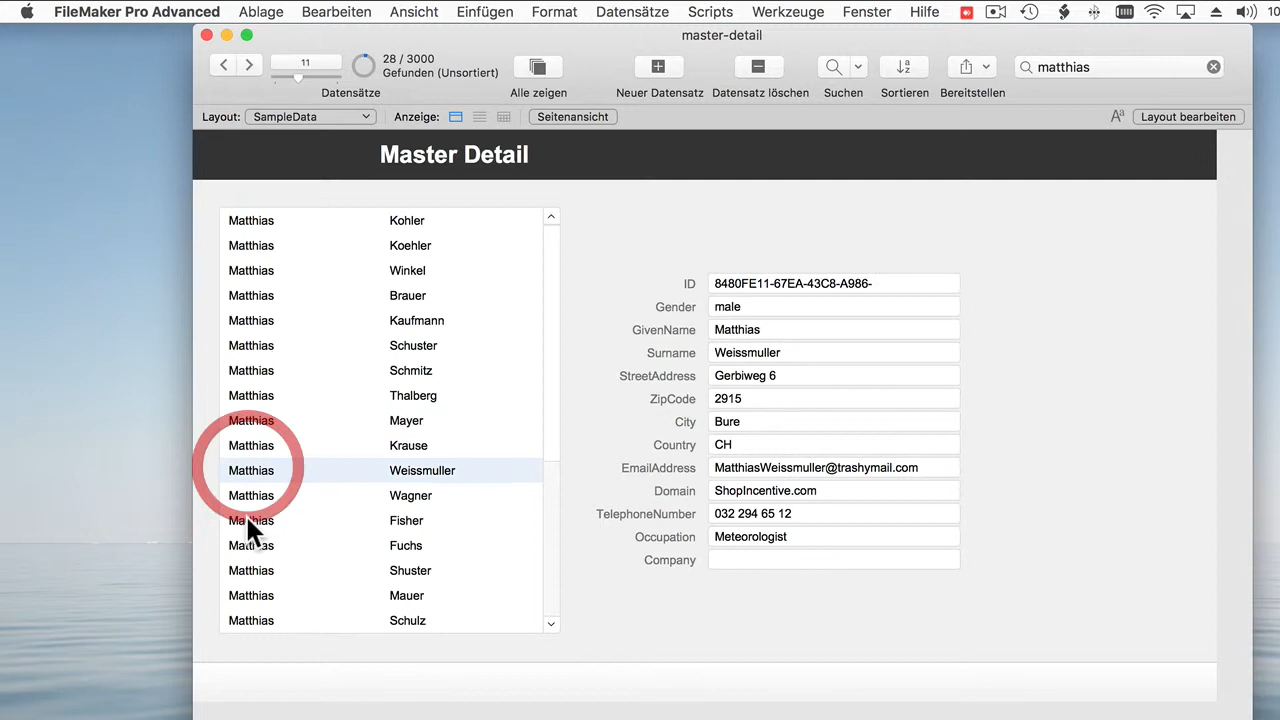 FileMaker Pro Advanced Ablage Bearbeiten Ansicht Einfügen Format Datensätze Scripts Werkzeuge Fenster Hilfe 10
master-detail
11
28 / 3000
Gefunden (Unsortiert)
matthias
Datensätze Alle zeigen Neuer Datensatz Datensatz löschen Suchen Sortieren Bereitstellen
Layout: SampleData Anzeige: Seitenansicht Aa Layout bearbeiten
Master Detail
Matthias Kohler
Matthias Koehler
Matthias Winkel
Matthias Brauer
Matthias Kaufmann
Matthias Schuster
Matthias Schmitz
Matthias Thalberg
Matthias Mayer
Matthias Krause
Matthias Weissmuller
Matthias Wagner
Matthias Fisher
Matthias Fuchs
Matthias Shuster
Matthias Mauer
Matthias Schulz
ID 8480FE11-67EA-43C8-A986-
Gender male
GivenName Matthias
Surname Weissmuller
StreetAddress Gerbiweg 6
ZipCode 2915
City Bure
Country CH
EmailAddress MatthiasWeissmuller@trashymail.com
Domain ShopIncentive.com
TelephoneNumber 032 294 65 12
Occupation Meteorologist
Company